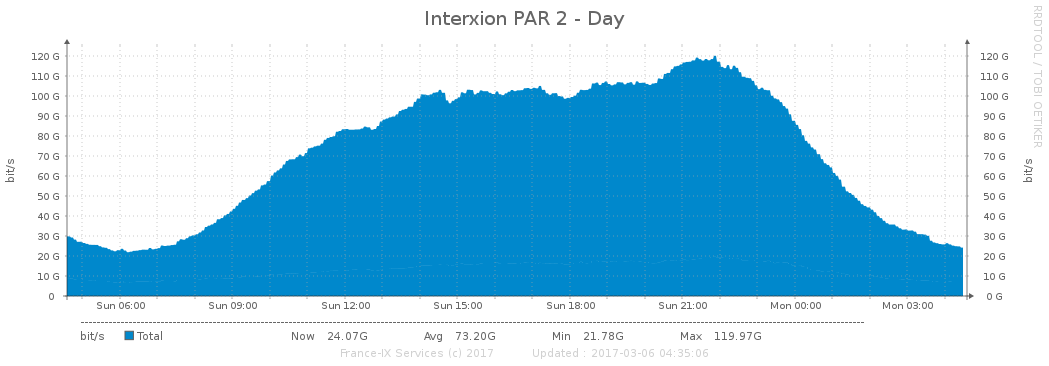 Interxion PAR 2 - Day
RRDTOOL / TOBI OETIKER
bit/s
120 G 120 G
110 G 110 G
100 G 100 G
90 G 90 G
80 G 80 G
70 G 70 G
60 G 60 G
50 G 50 G
40 G 40 G
30 G 30 G
20 G 20 G
10 G 10 G
0 0 G
bit/s
Sun 06:00 Sun 09:00 Sun 12:00 Sun 15:00 Sun 18:00 Sun 21:00 Mon 00:00 Mon 03:00
bit/s Total Now 24.07G Avg 73.20G Min 21.78G Max 119.97G
France-IX Services (c) 2017 Updated : 2017-03-06 04:35:06